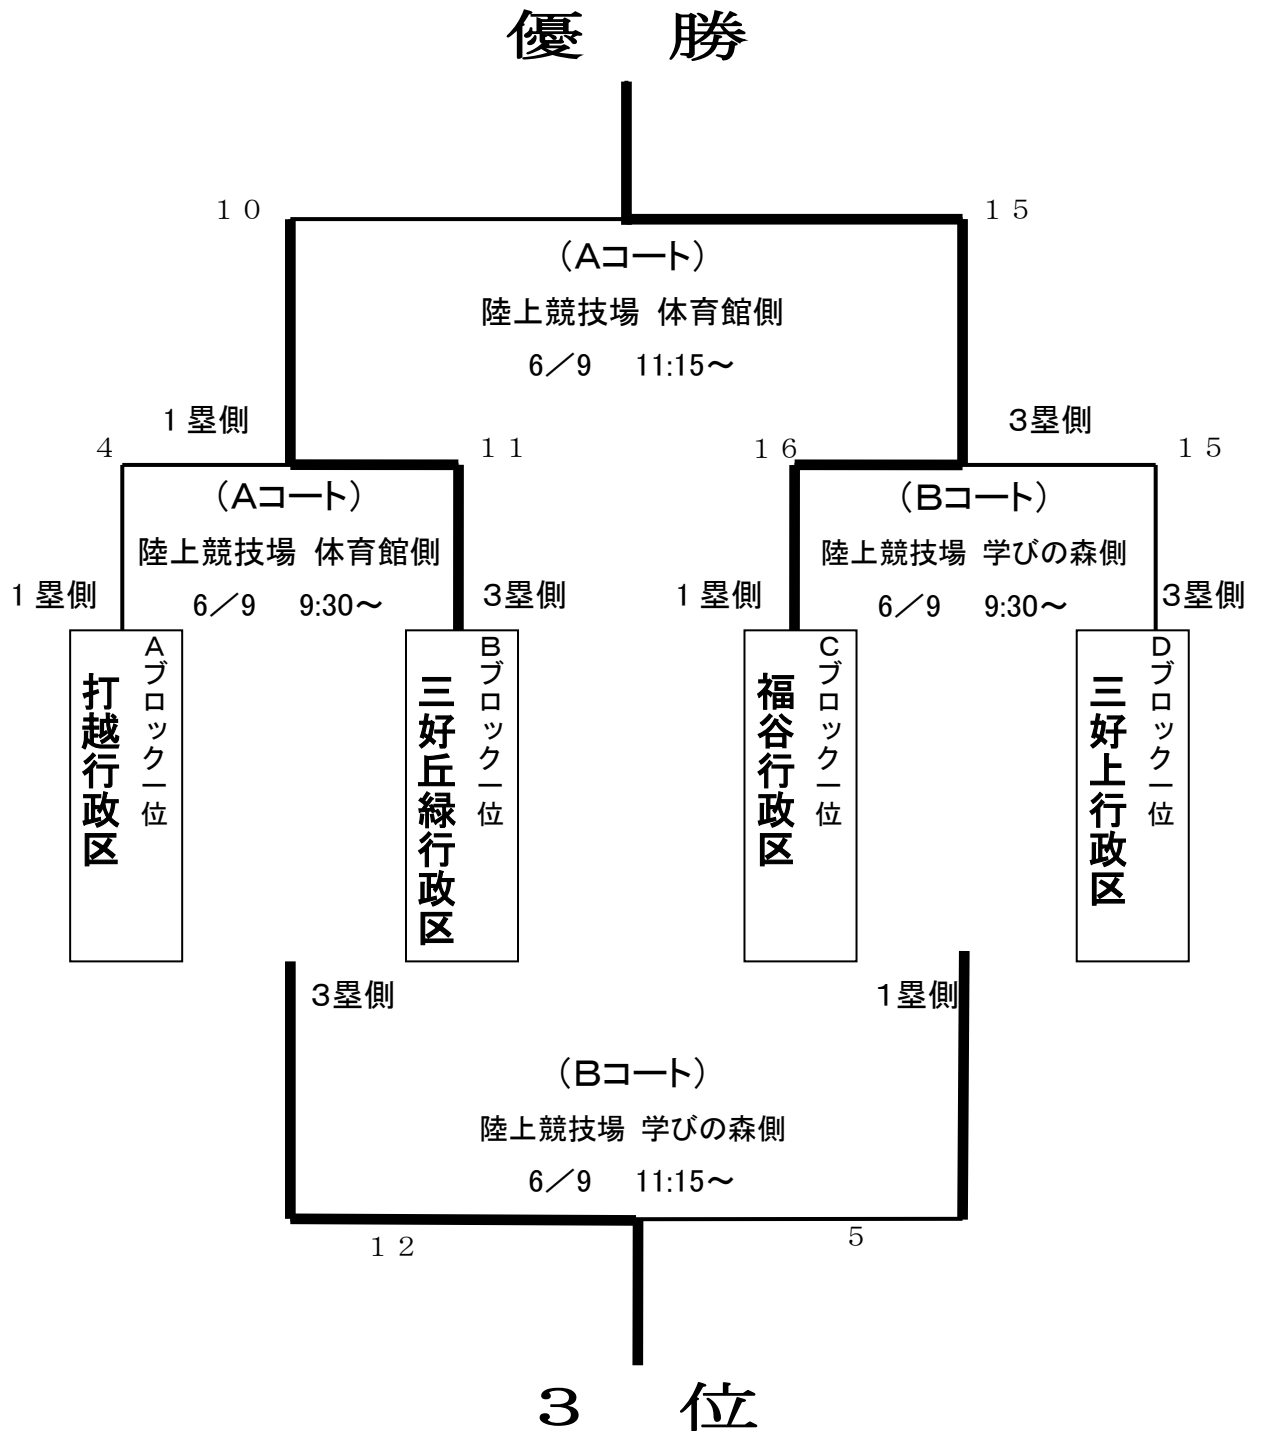 優 勝
１０
１５
（Ａコート）
陸上競技場 体育館側
6／9 11:15～
１塁側
３塁側
４
１１
１６
１５
（Ａコート）
陸上競技場 体育館側
6／9 9:30～
１塁側
３塁側
（Ｂコート）
陸上競技場 学びの森側
6／9 9:30～
１塁側
３塁側
Ａブロック一位
打越行政区
Ｂブロック一位
三好丘緑行政区
Ｃブロック一位
福谷行政区
Ｄブロック一位
三好上行政区
３塁側
１塁側
（Ｂコート）
陸上競技場 学びの森側
6／9 11:15～
１２
５
３ 位